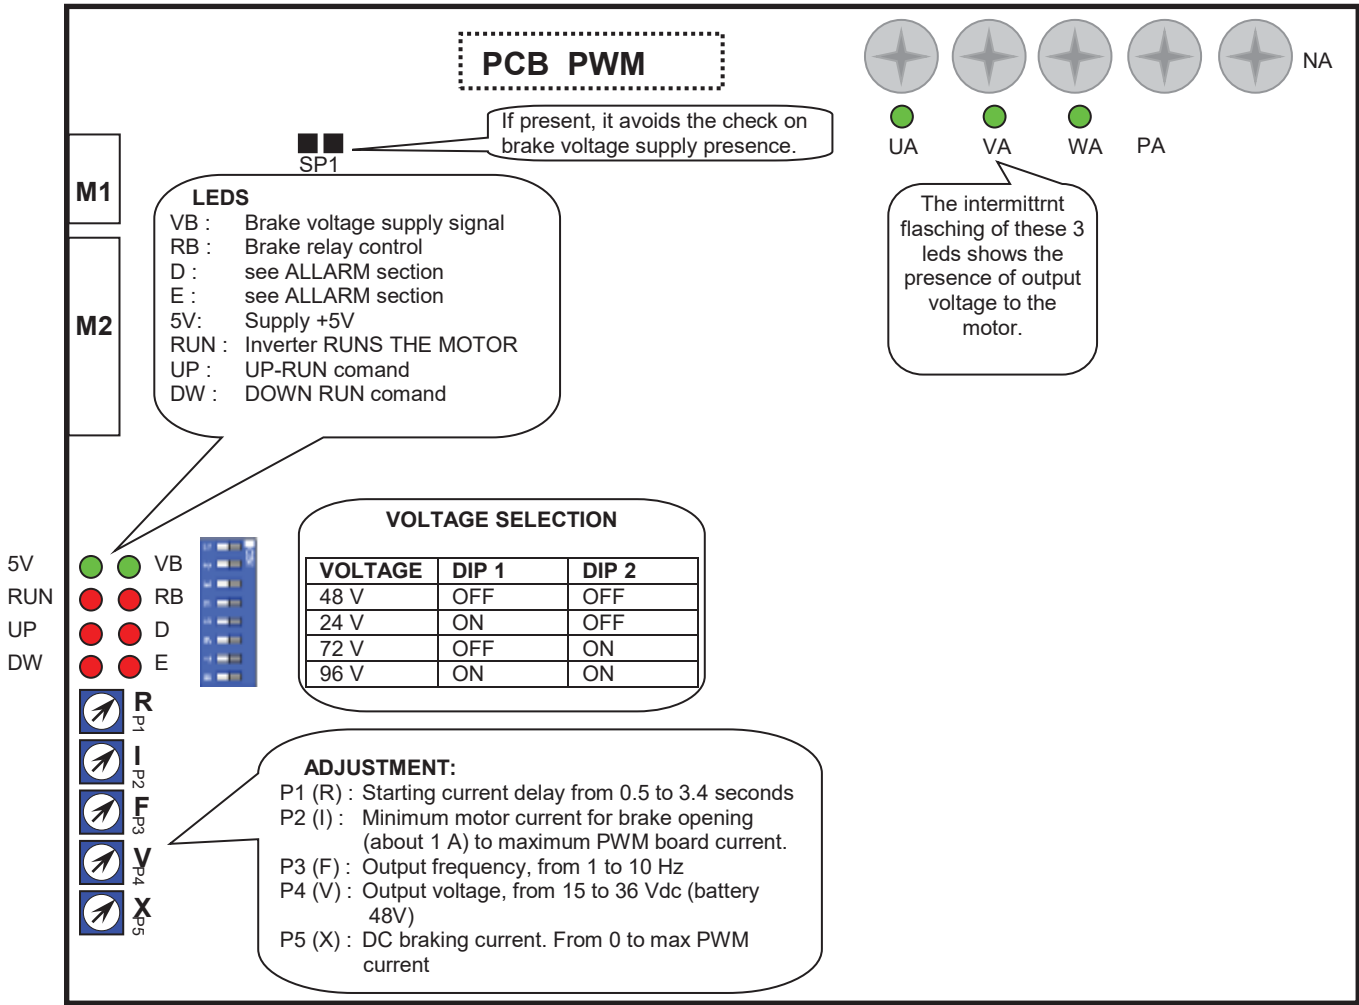 PCB PWM
NA
If present, it avoids the check on
brake voltage supply presence.
UA
VA
WA
PA
SP1
M1
LEDS
VB : Brake voltage supply signal
RB : Brake relay control
D : see ALLARM section
E : see ALLARM section
5V: Supply +5V
RUN : Inverter RUNS THE MOTOR
UP : UP-RUN comand
DW : DOWN RUN comand
The intermittrnt
flasching of these 3
leds shows the
presence of output
voltage to the
motor.
M2
VOLTAGE SELECTION
VOLTAGE DIP 1 DIP 2
48 V OFF OFF
24 V ON OFF
72 V OFF ON
96 V ON ON
5V VB
RUN RB
UP D
DW E
R P1
I P2
F P3
V P4
X P5
ADJUSTMENT:
P1 (R) : Starting current delay from 0.5 to 3.4 seconds
P2 (I) : Minimum motor current for brake opening
(about 1 A) to maximum PWM board current.
P3 (F) : Output frequency, from 1 to 10 Hz
P4 (V) : Output voltage, from 15 to 36 Vdc (battery
48V)
P5 (X) : DC braking current. From 0 to max PWM
current